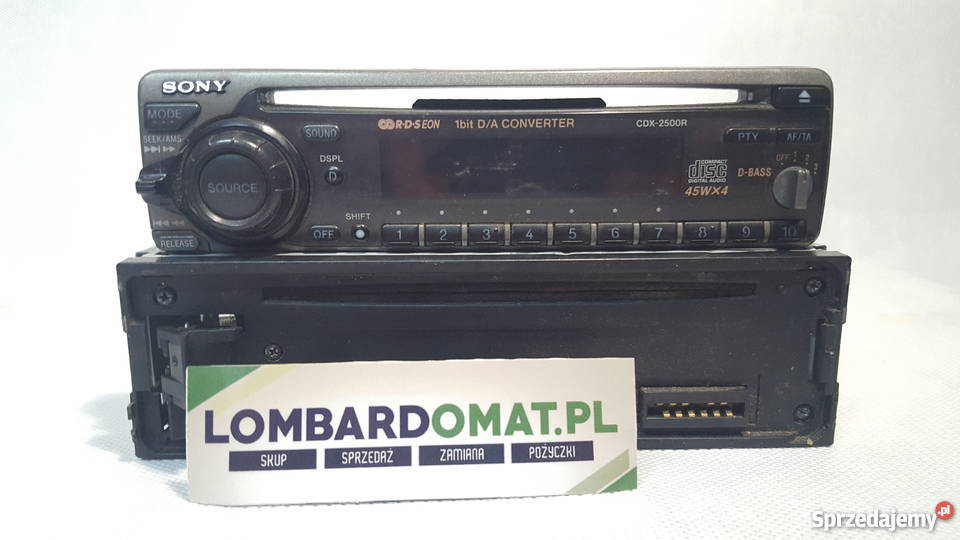 SONY
MODE
SEEK/AMS
SOURCE
SOUND
DSPL
D
SHIFT
OFF
RELEASE
R·D·S EON
1bit D/A CONVERTER
CDX-2500R
COMPACT
disc
DIGITAL AUDIO
45W×4
PTY
AF/TA
D-BASS
OFF 1 2 3
1 2 3 4 5 6 7 8 9 10
LOMBARDOMAT.PL
SKUP SPRZEDAŻ ZAMIANA POŻYCZKI
Sprzedajemy.pl